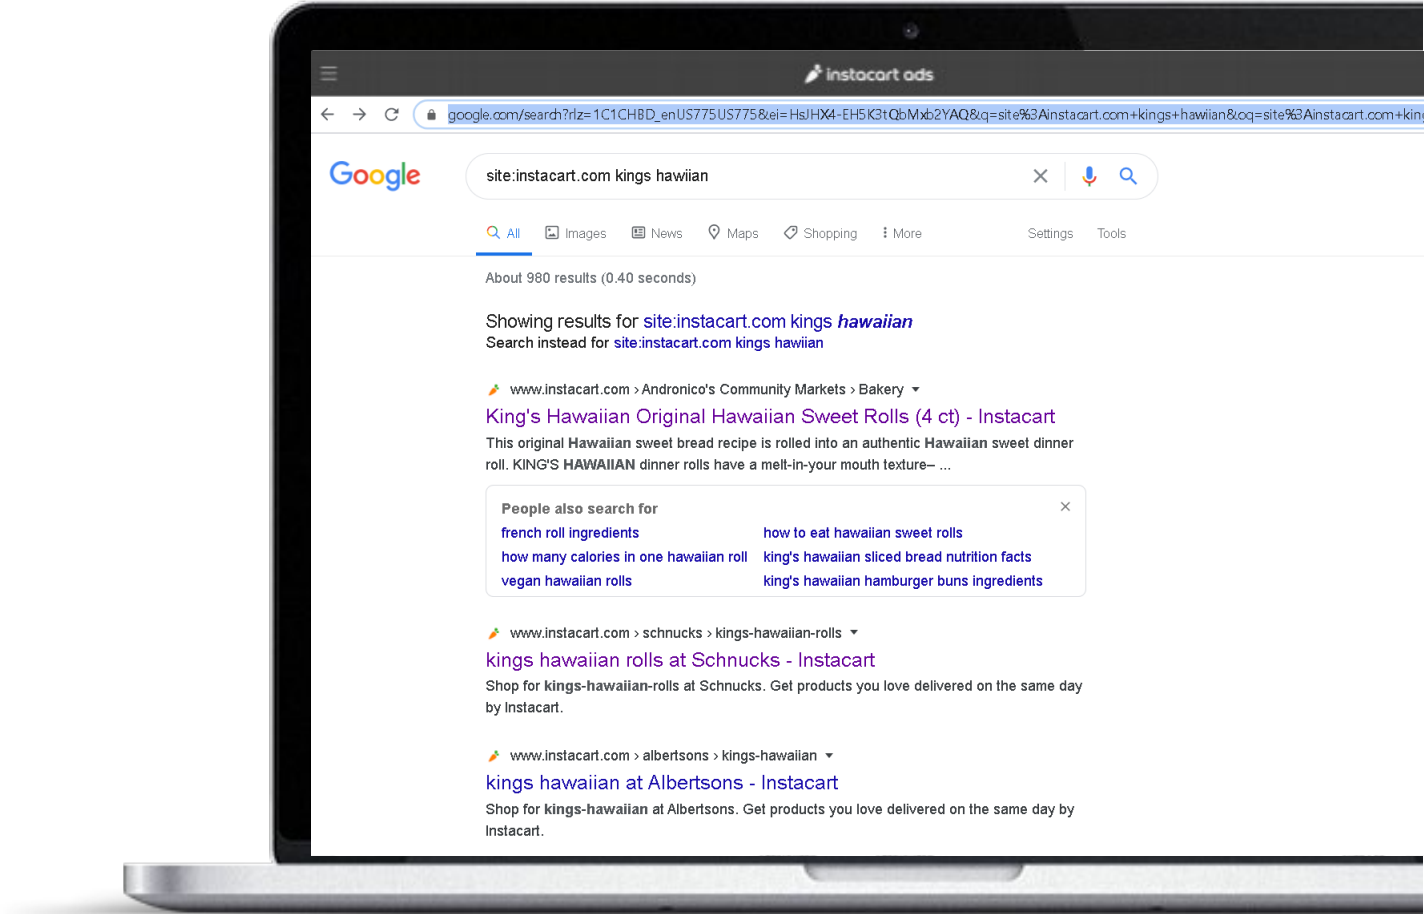 instacart ads
google.com/search?rlz=1C1CHBD_enUS775US775&ei=HsJHX4-EH5K3tQbMxb2YAQ&q=site%3Ainstacart.com+kings+hawiian&oq=site%3Ainstacart.com+king
Google
site:instacart.com kings hawiian
All Images News Maps Shopping More Settings Tools
About 980 results (0.40 seconds)
Showing results for site:instacart.com kings hawaiian
Search instead for site:instacart.com kings hawiian
www.instacart.com › Andronico's Community Markets › Bakery
King's Hawaiian Original Hawaiian Sweet Rolls (4 ct) - Instacart
This original Hawaiian sweet bread recipe is rolled into an authentic Hawaiian sweet dinner
roll. KING'S HAWAIIAN dinner rolls have a melt-in-your mouth texture– ...
People also search for
french roll ingredients how to eat hawaiian sweet rolls
how many calories in one hawaiian roll king's hawaiian sliced bread nutrition facts
vegan hawaiian rolls king's hawaiian hamburger buns ingredients
www.instacart.com › schnucks › kings-hawaiian-rolls
kings hawaiian rolls at Schnucks - Instacart
Shop for kings-hawaiian-rolls at Schnucks. Get products you love delivered on the same day
by Instacart.
www.instacart.com › albertsons › kings-hawaiian
kings hawaiian at Albertsons - Instacart
Shop for kings-hawaiian at Albertsons. Get products you love delivered on the same day by
Instacart.